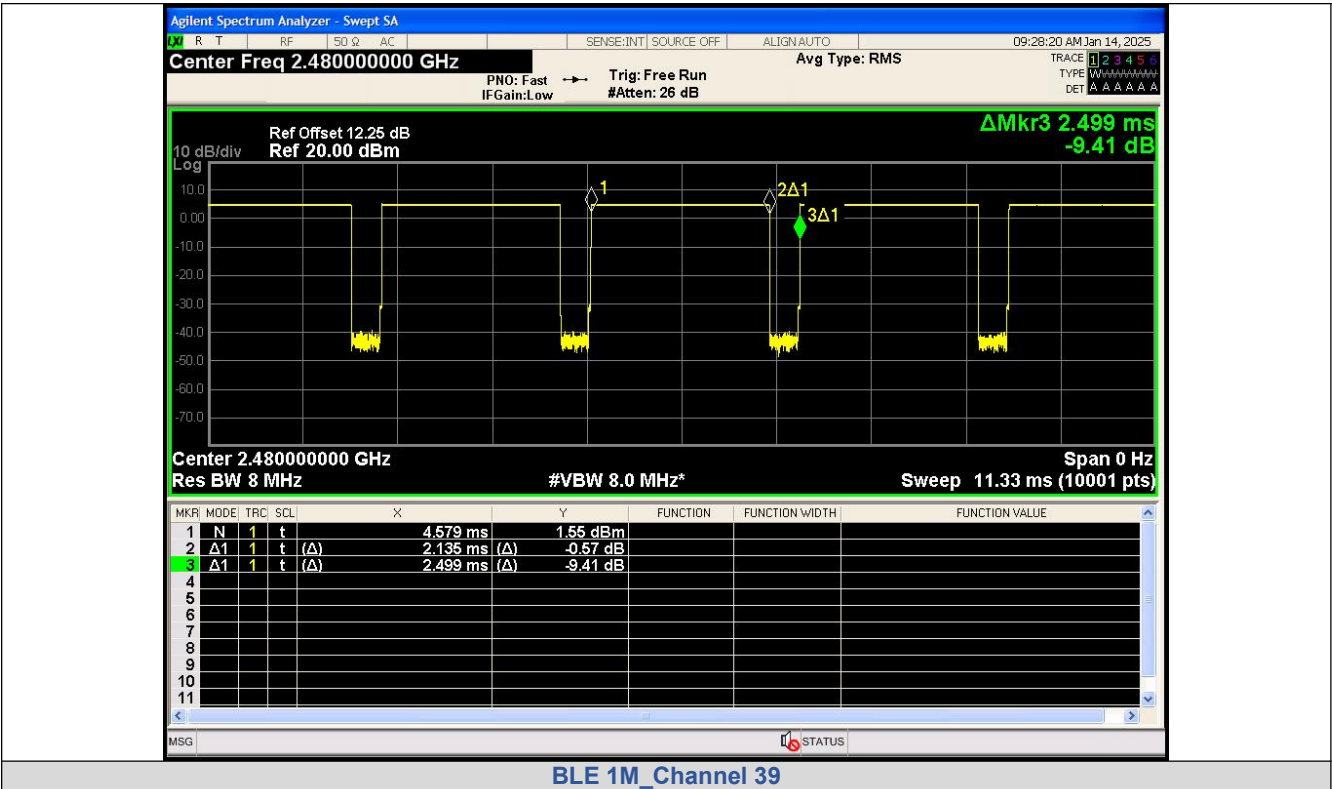 Agilent Spectrum Analyzer - Swept SA
LXI R T RF 50 Ω AC SENSE:INT SOURCE OFF ALIGNAUTO 09:28:20 AM Jan 14, 2025
Center Freq 2.480000000 GHz
Avg Type: RMS
TRACE 1 2 3 4 5 6
PNO: Fast
Trig: Free Run
TYPE W
IFGain:Low
#Atten: 26 dB
DET A A A A A A
ΔMkr3 2.499 ms
Ref Offset 12.25 dB
-9.41 dB
10 dB/div Ref 20.00 dBm
Log
1
2Δ1
3Δ1
10.0
0.00
-10.0
-20.0
-30.0
-40.0
-50.0
-60.0
-70.0
Center 2.480000000 GHz Span 0 Hz
Res BW 8 MHz #VBW 8.0 MHz* Sweep 11.33 ms (10001 pts)
MKR MODE TRC SCL X Y FUNCTION FUNCTION WIDTH FUNCTION VALUE
1 N 1 t 4.579 ms 1.55 dBm
2 Δ1 1 t (Δ) 2.135 ms (Δ) -0.57 dB
3 Δ1 1 t (Δ) 2.499 ms (Δ) -9.41 dB
4
5
6
7
8
9
10
11
MSG STATUS
BLE 1M_Channel 39